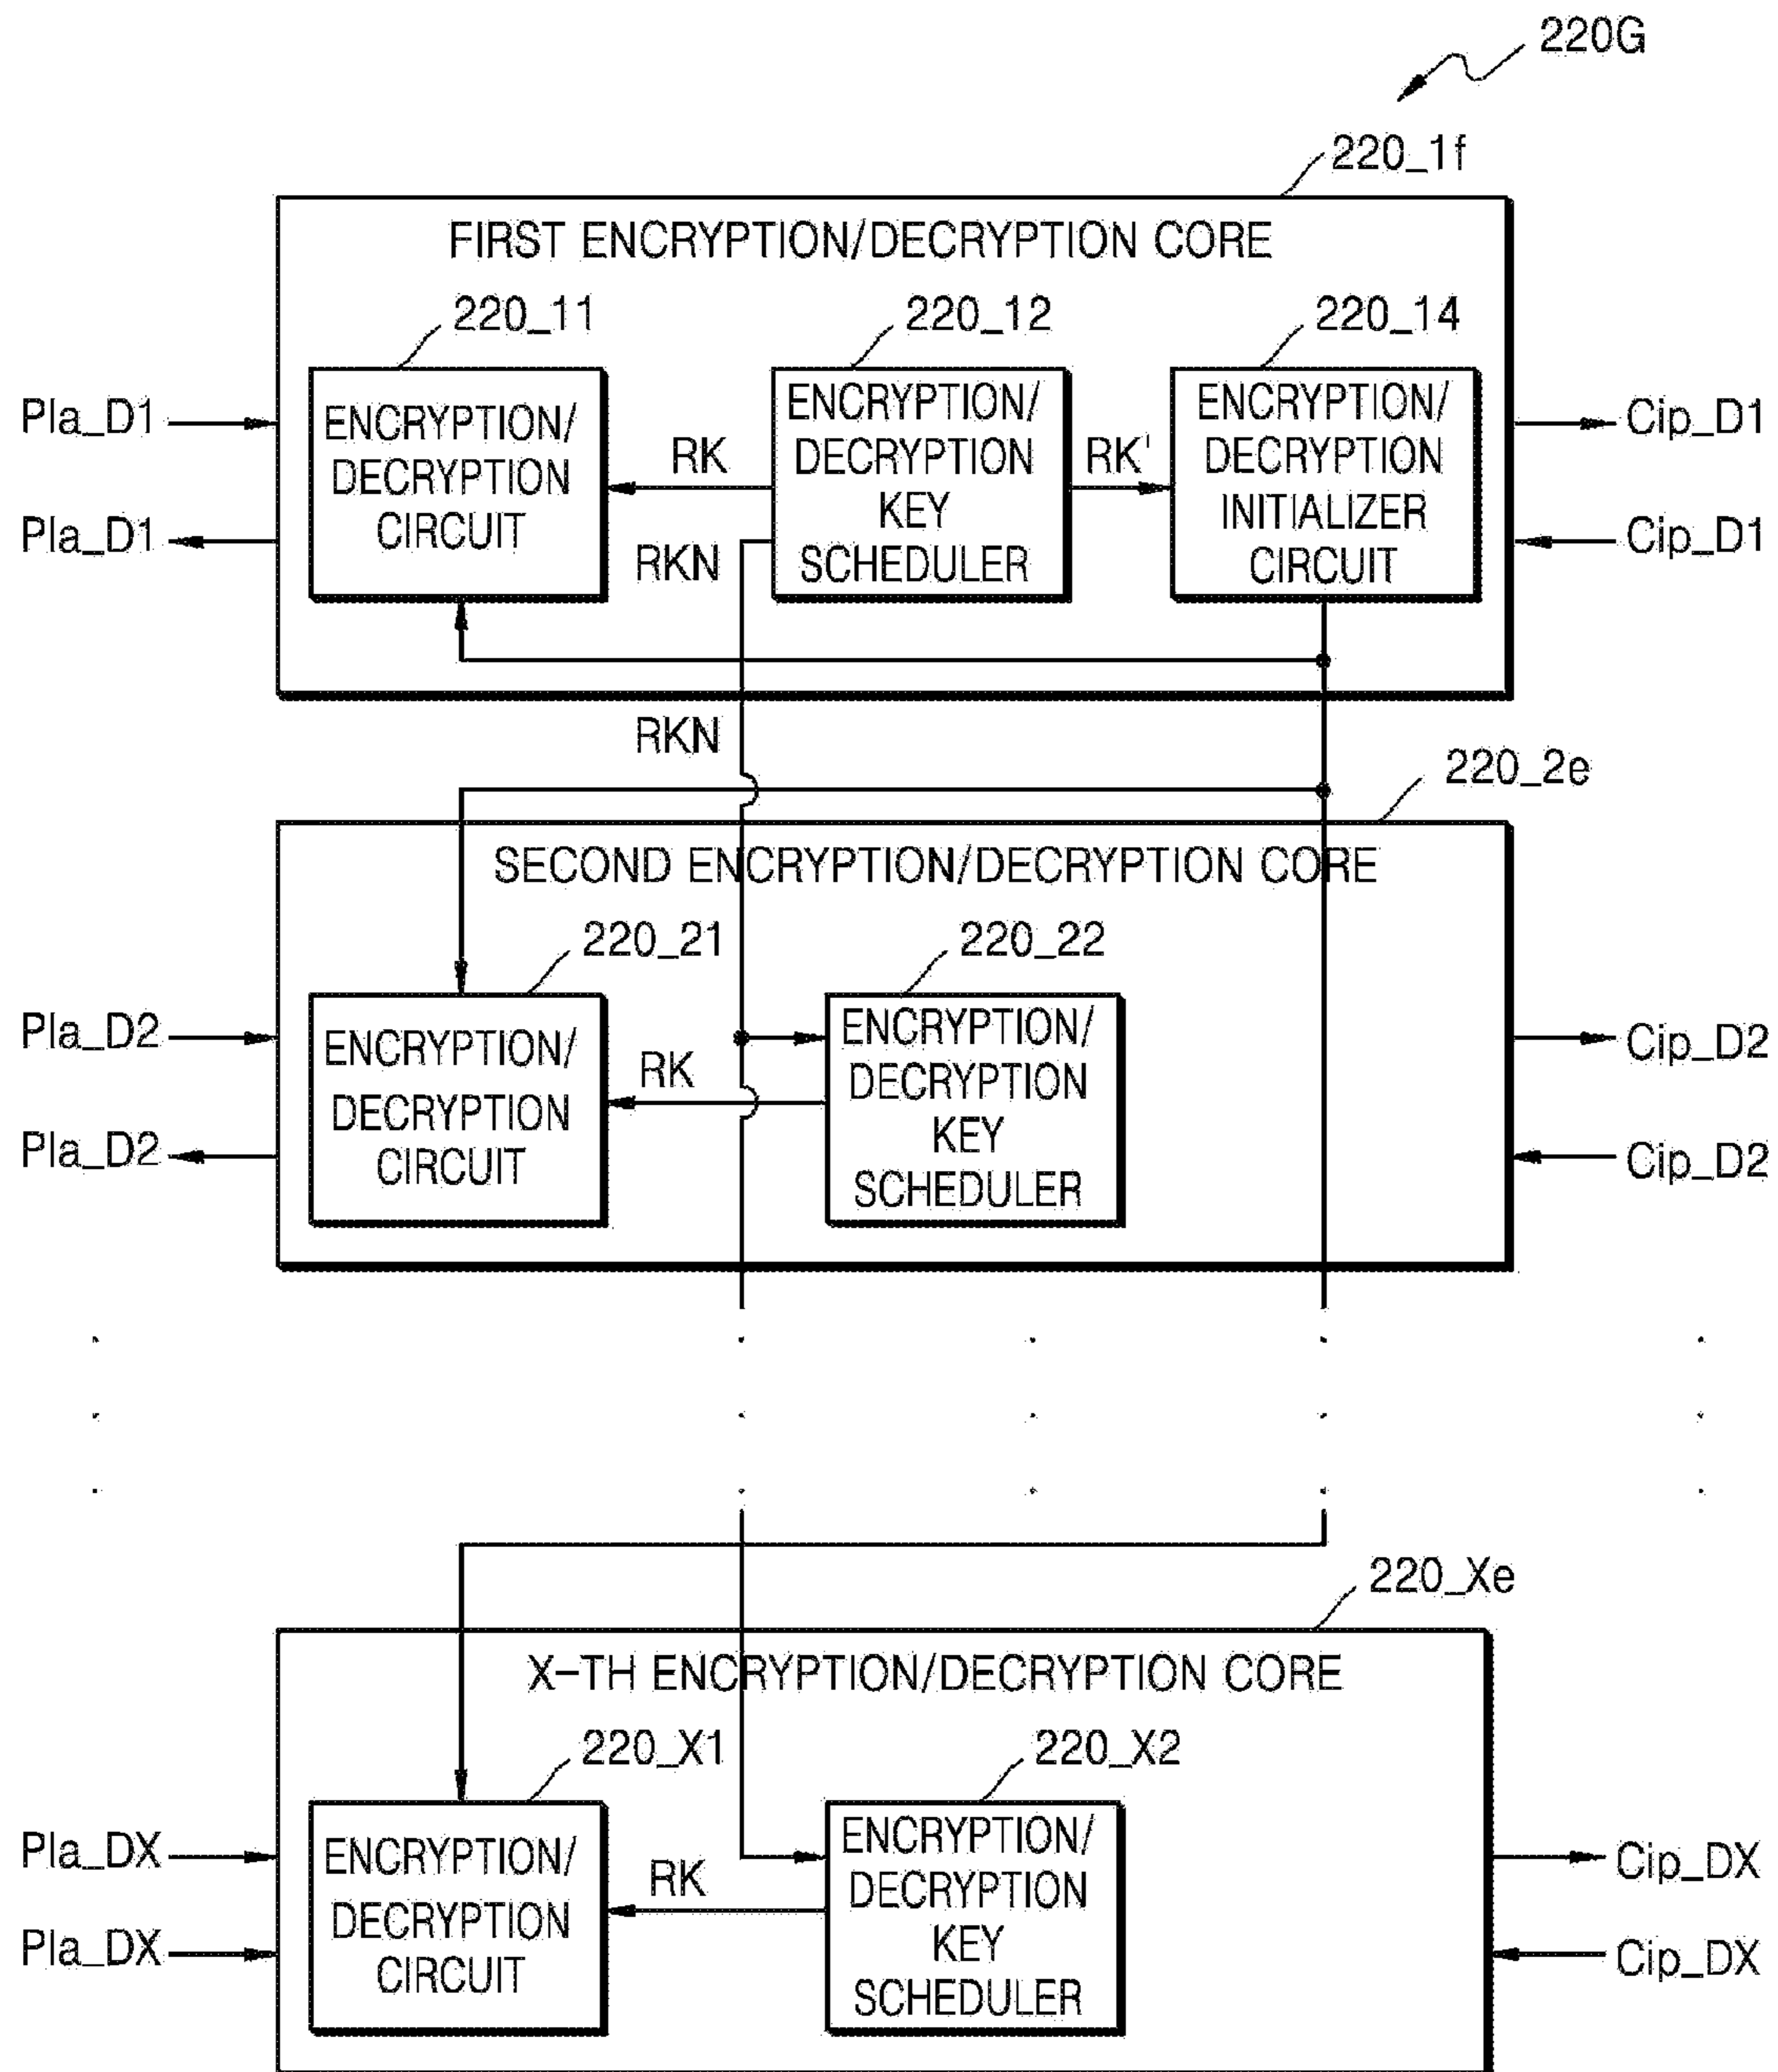 220G
220_1f
FIRST ENCRYPTION/DECRYPTION CORE
220_11
220_12
220_14
Pla_D1
Pla_D1
ENCRYPTION/
DECRYPTION
CIRCUIT
RK
RKN
ENCRYPTION/
DECRYPTION
KEY
SCHEDULER
RK'
ENCRYPTION/
DECRYPTION
INITIALIZER
CIRCUIT
Cip_D1
Cip_D1
RKN
220_2e
SECOND ENCRYPTION/DECRYPTION CORE
220_21
220_22
Pla_D2
Pla_D2
ENCRYPTION/
DECRYPTION
CIRCUIT
RK
ENCRYPTION/
DECRYPTION
KEY
SCHEDULER
Cip_D2
Cip_D2
220_Xe
X-TH ENCRYPTION/DECRYPTION CORE
220_X1
220_X2
Pla_DX
Pla_DX
ENCRYPTION/
DECRYPTION
CIRCUIT
RK
ENCRYPTION/
DECRYPTION
KEY
SCHEDULER
Cip_DX
Cip_DX